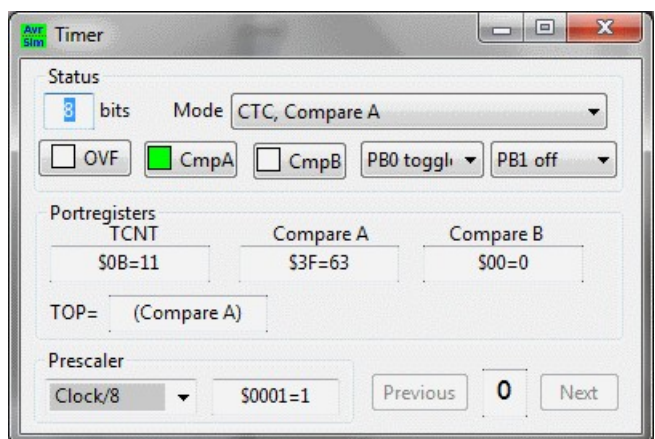 Avr Sim Timer
Status
8 bits Mode CTC, Compare A
OVF CmpA CmpB PB0 toggl PB1 off
Portregisters
TCNT Compare A Compare B
$0B=11 $3F=63 $00=0
TOP= (Compare A)
Prescaler
Clock/8 $0001=1 Previous 0 Next